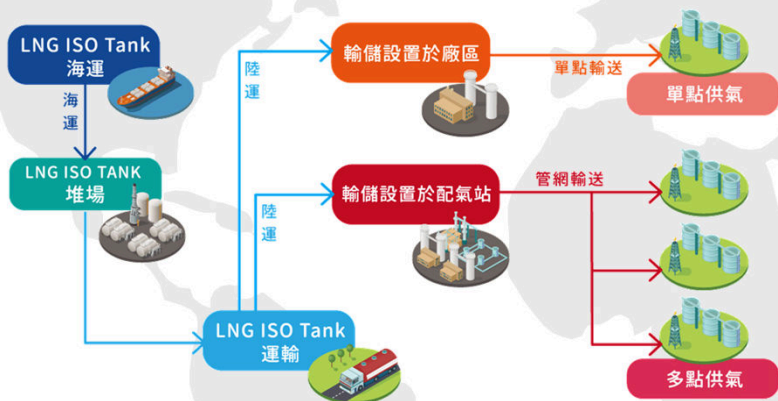 LNG ISO Tank
海運
海運
LNG ISO TANK
堆場
LNG ISO Tank
運輸
陸運
輸儲設置於廠區
單點輸送
單點供氣
陸運
輸儲設置於配氣站
管網輸送
多點供氣